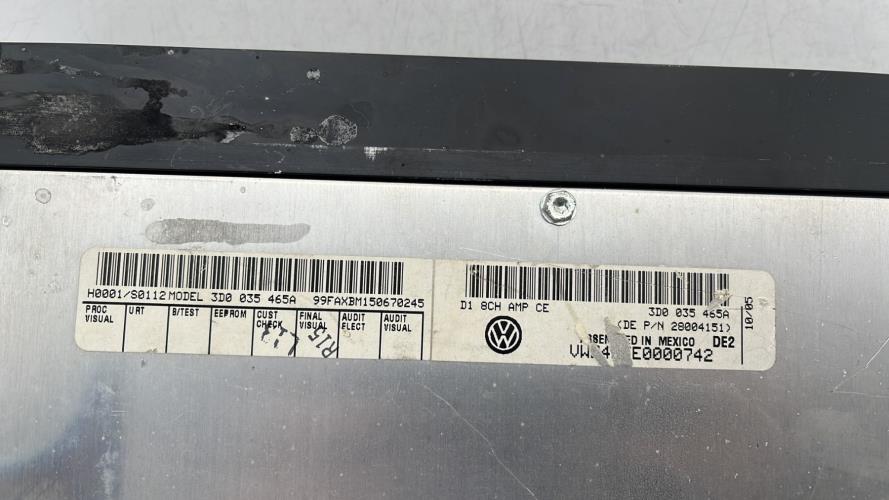 H0001/S0112 MODEL 3D0 035 465A 99FAXBM150670245
PROC VISUAL
URT
B/TEST
EEPROM
CUST CHECK
FINAL VISUAL
AUDIT ELECT
AUDIT VISUAL
R15
D1 8CH AMP CE 3D0 035 465A
(DE P/N 28004151)
IN MEXICO DE2
E0000742
10/05